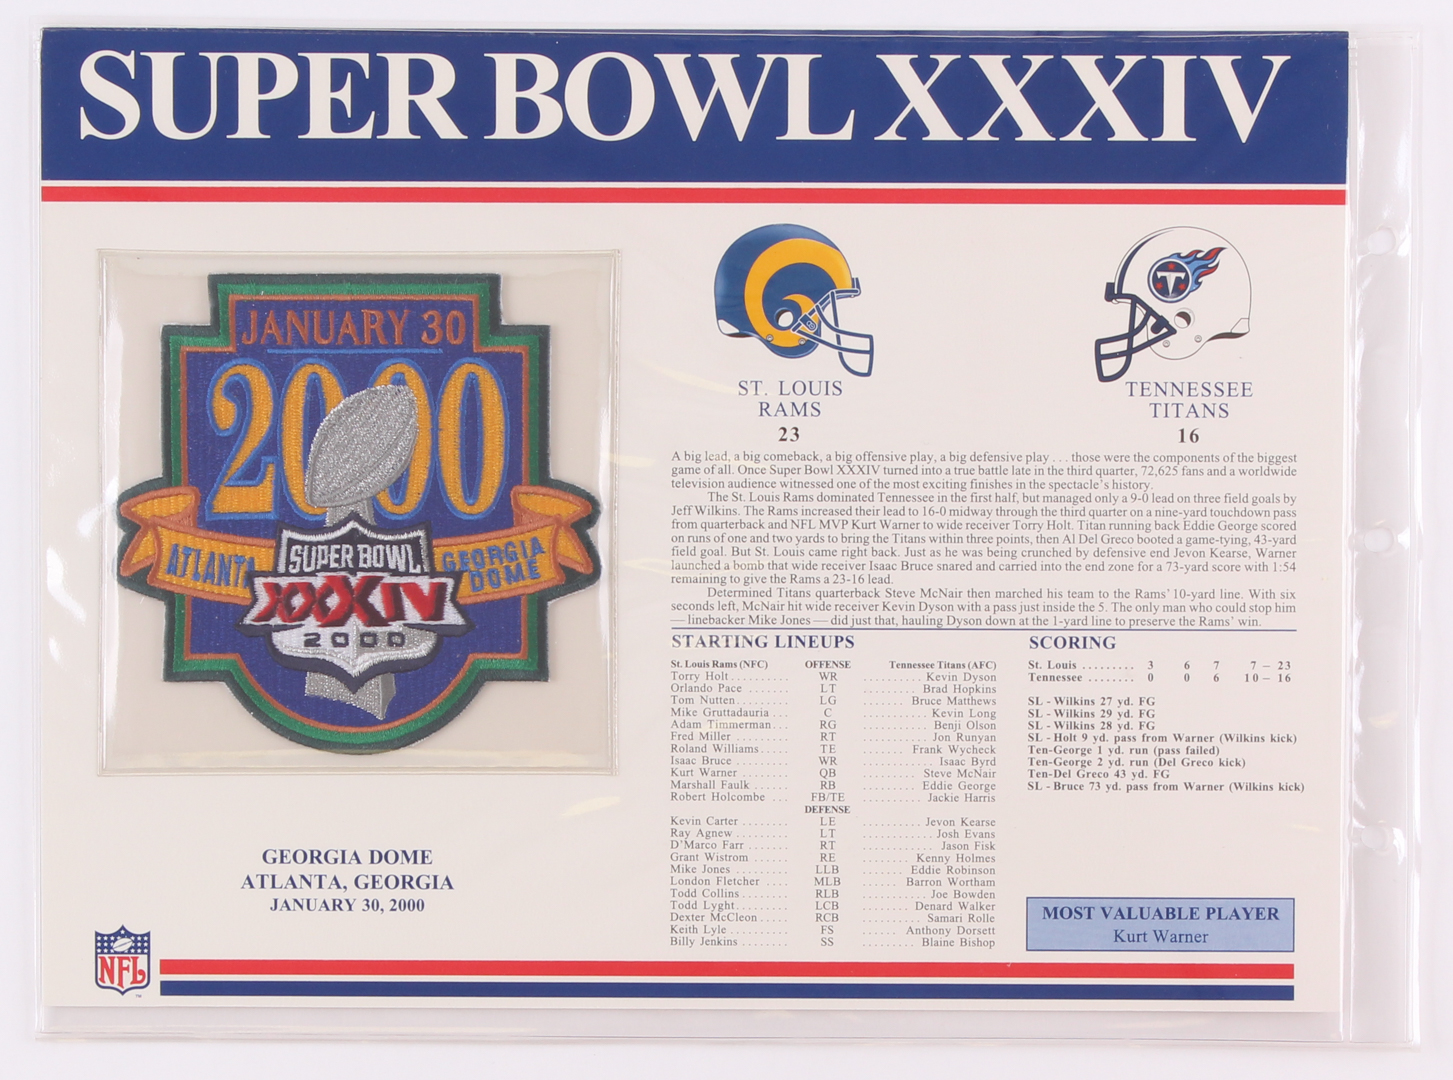 SUPER BOWL XXXIV
JANUARY 30
2000
ATLANTA
GEORGIA
DOME
SUPER BOWL
XXXIV
2000
GEORGIA DOME
ATLANTA, GEORGIA
JANUARY 30, 2000
NFL
TM
ST. LOUIS
RAMS
23
TENNESSEE
TITANS
16
A big lead, a big comeback, a big offensive play, a big defensive play . . . those were the components of the biggest
game of all. Once Super Bowl XXXIV turned into a true battle late in the third quarter, 72,625 fans and a worldwide
television audience witnessed one of the most exciting finishes in the spectacle's history.
The St. Louis Rams dominated Tennessee in the first half, but managed only a 9-0 lead on three field goals by
Jeff Wilkins. The Rams increased their lead to 16-0 midway through the third quarter on a nine-yard touchdown pass
from quarterback and NFL MVP Kurt Warner to wide receiver Torry Holt. Titan running back Eddie George scored
on runs of one and two yards to bring the Titans within three points, then Al Del Greco booted a game-tying, 43-yard
field goal. But St. Louis came right back. Just as he was being crunched by defensive end Jevon Kearse, Warner
launched a bomb that wide receiver Isaac Bruce snared and carried into the end zone for a 73-yard score with 1:54
remaining to give the Rams a 23-16 lead.
Determined Titans quarterback Steve McNair then marched his team to the Rams' 10-yard line. With six
seconds left, McNair hit wide receiver Kevin Dyson with a pass just inside the 5. The only man who could stop him
— linebacker Mike Jones — did just that, hauling Dyson down at the 1-yard line to preserve the Rams' win.
STARTING LINEUPS
St. Louis Rams (NFC) OFFENSE Tennessee Titans (AFC)
Torry Holt WR Kevin Dyson
Orlando Pace LT Brad Hopkins
Tom Nutten LG Bruce Matthews
Mike Gruttadauria C Kevin Long
Adam Timmerman RG Benji Olson
Fred Miller RT Jon Runyan
Roland Williams TE Frank Wycheck
Isaac Bruce WR Isaac Byrd
Kurt Warner QB Steve McNair
Marshall Faulk RB Eddie George
Robert Holcombe FB/TE Jackie Harris
DEFENSE
Kevin Carter LE Jevon Kearse
Ray Agnew LT Josh Evans
D'Marco Farr RT Jason Fisk
Grant Wistrom RE Kenny Holmes
Mike Jones LLB Eddie Robinson
London Fletcher MLB Barron Wortham
Todd Collins RLB Joe Bowden
Todd Lyght LCB Denard Walker
Dexter McCleon RCB Samari Rolle
Keith Lyle FS Anthony Dorsett
Billy Jenkins SS Blaine Bishop
SCORING
St. Louis 3 6 7 7 – 23
Tennessee 0 0 6 10 – 16
SL - Wilkins 27 yd. FG
SL - Wilkins 29 yd. FG
SL - Wilkins 28 yd. FG
SL - Holt 9 yd. pass from Warner (Wilkins kick)
Ten-George 1 yd. run (pass failed)
Ten-George 2 yd. run (Del Greco kick)
Ten-Del Greco 43 yd. FG
SL - Bruce 73 yd. pass from Warner (Wilkins kick)
MOST VALUABLE PLAYER
Kurt Warner